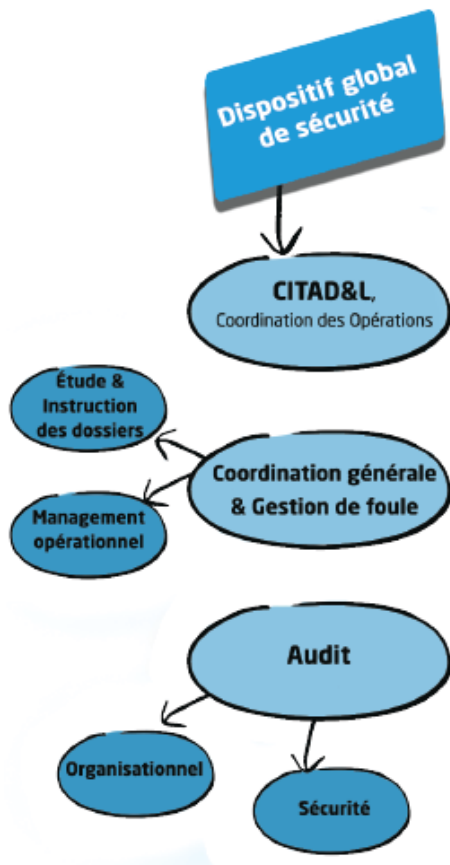 Dispositif global
de sécurité
CITAD&L,
Coordination des Opérations
Étude &
Instruction
des dossiers
Coordination générale
& Gestion de foule
Management
opérationnel
Audit
Organisationnel
Sécurité